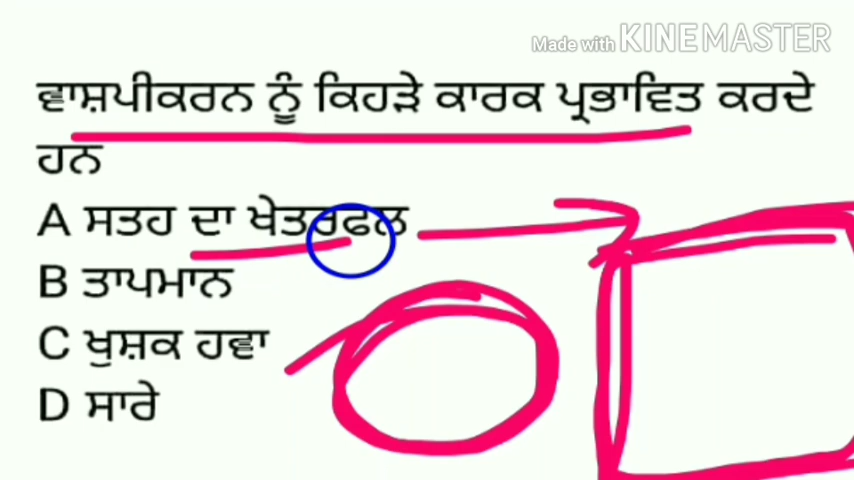 Made with KINEMASTER
ਵਾਸ਼ਪੀਕਰਨ ਨੂੰ ਕਿਹੜੇ ਕਾਰਕ ਪ੍ਰਭਾਵਿਤ ਕਰਦੇ
ਹਨ
A ਸਤਹ ਦਾ ਖੇਤਰਫਲ
B ਤਾਪਮਾਨ
C ਖੁਸ਼ਕ ਹਵਾ
D ਸਾਰੇ